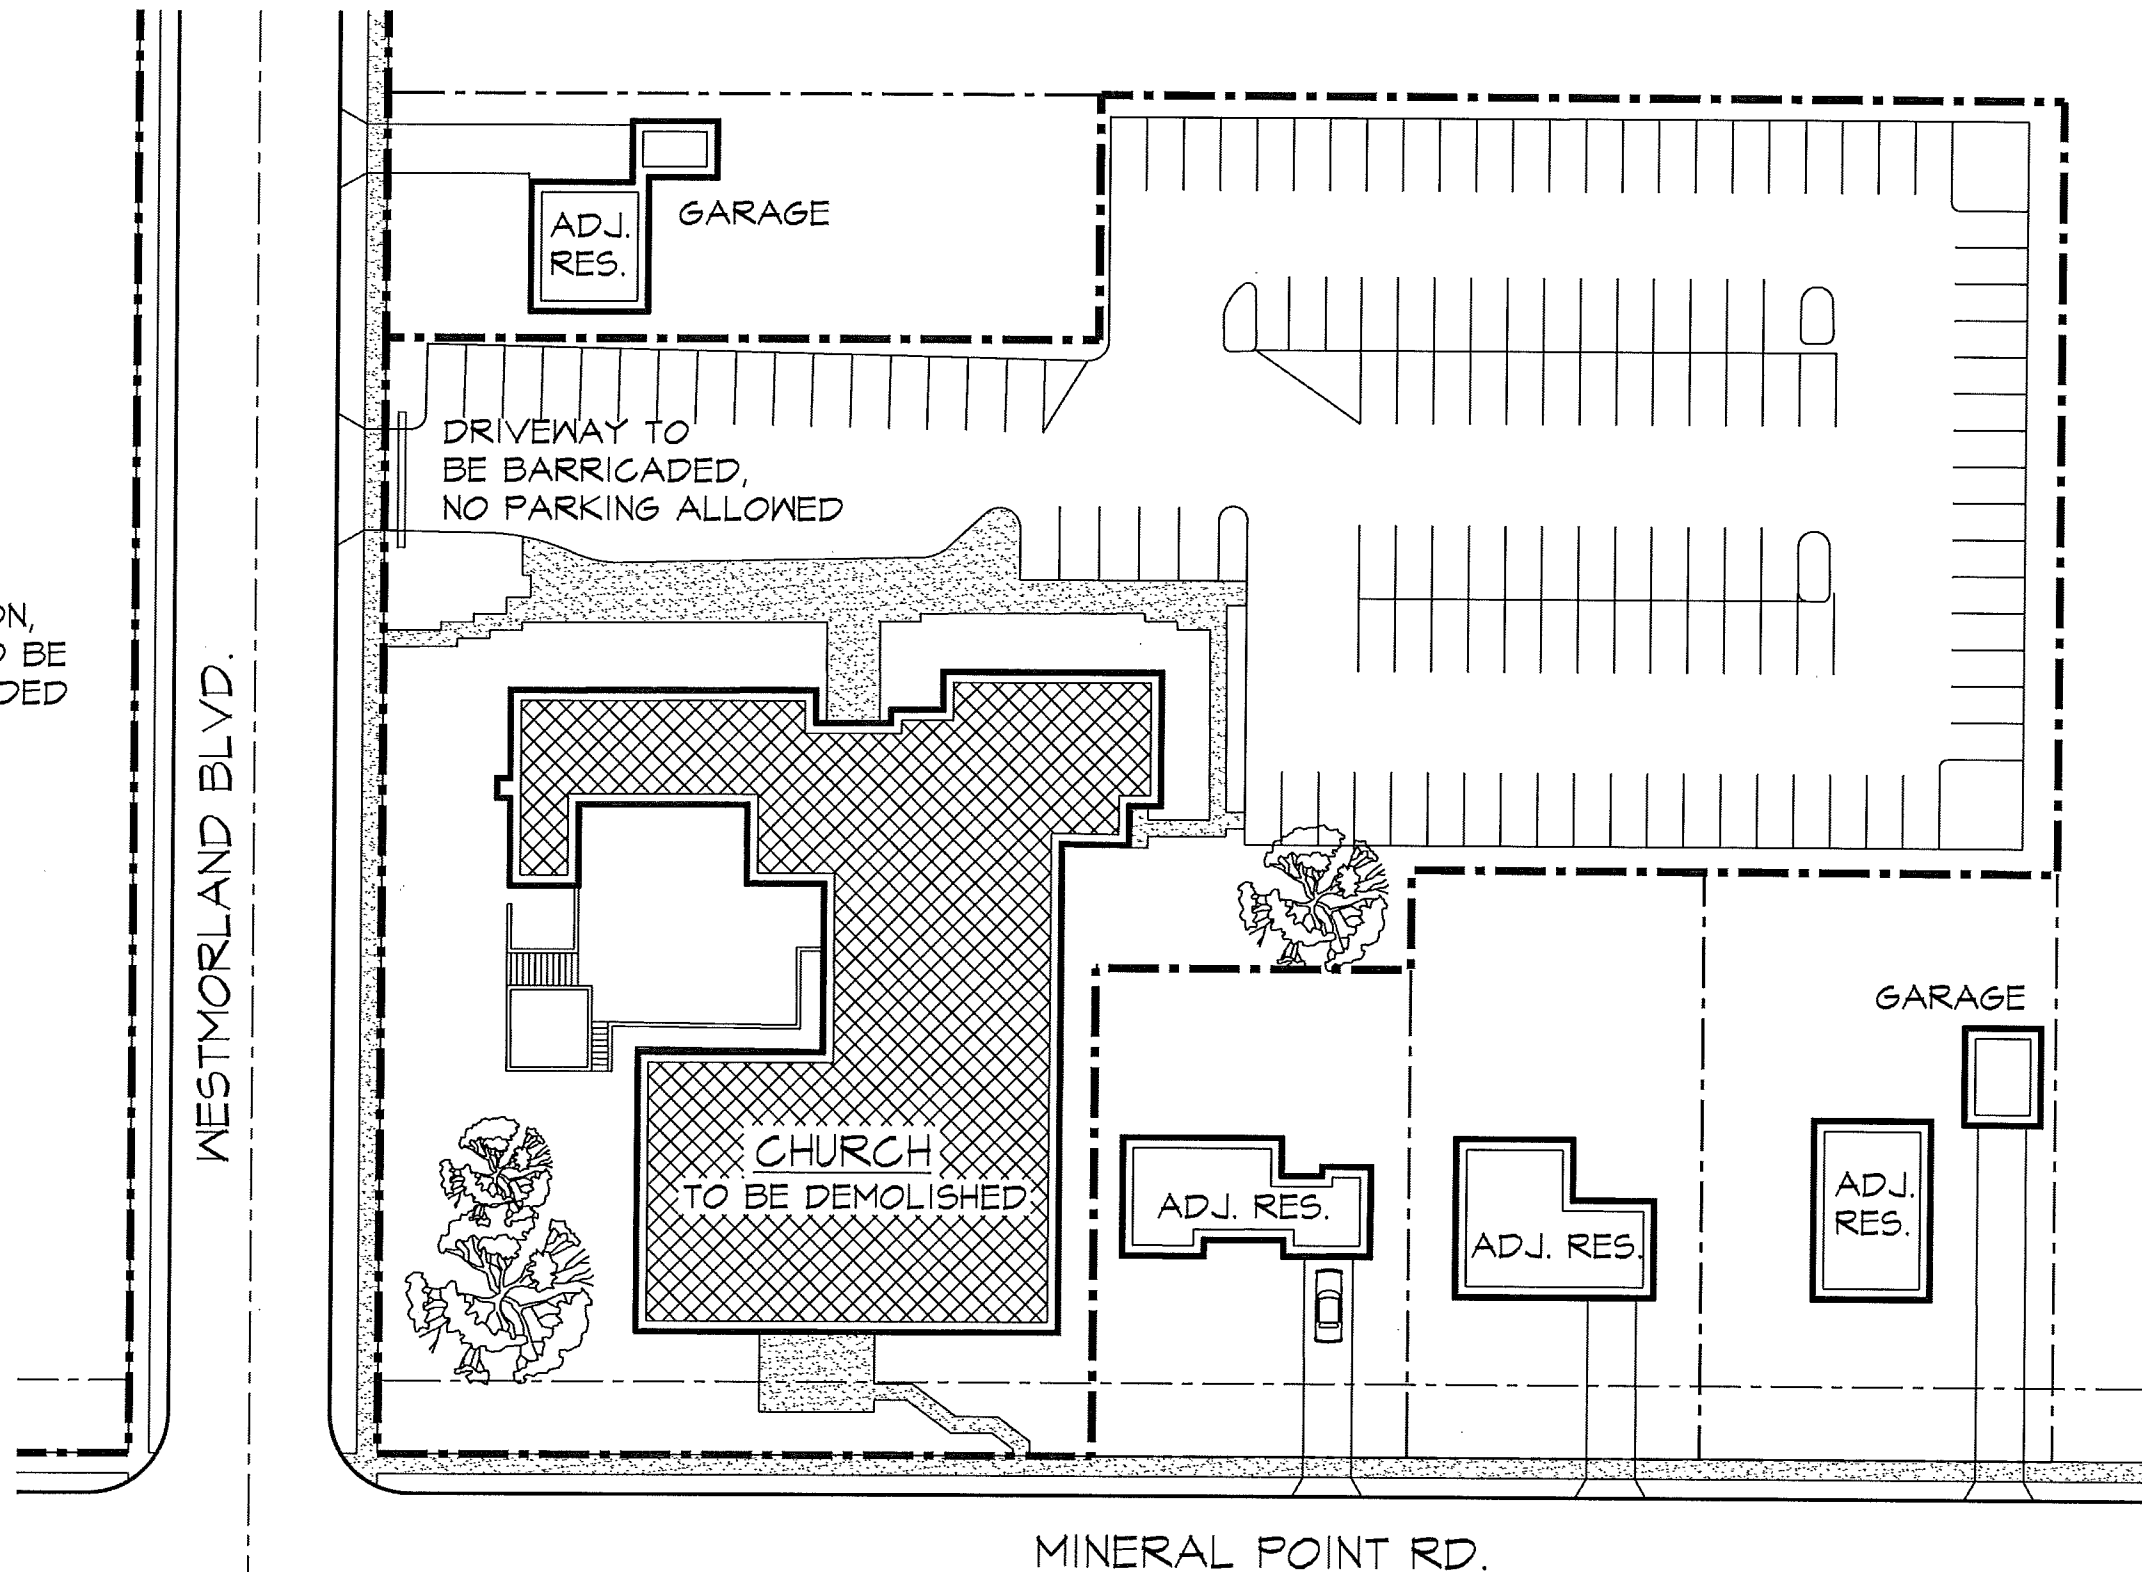 GARAGE
ADJ.
RES.
DRIVEWAY TO
BE BARRICADED,
NO PARKING ALLOWED
WESTMORLAND BLVD.
GARAGE
CHURCH
TO BE DEMOLISHED
ADJ. RES.
ADJ. RES.
ADJ.
RES.
MINERAL POINT RD.
BE